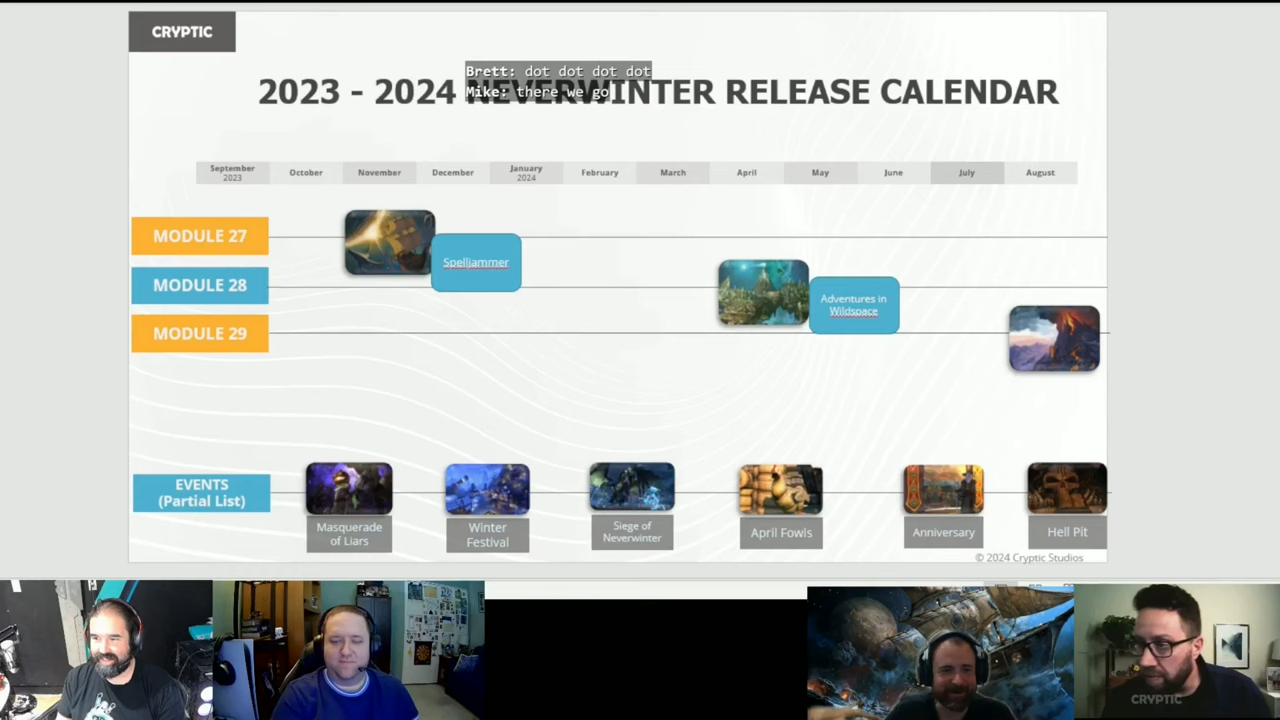 CRYPTIC
Brett: dot dot dot dot
2023 - 2024 NEVERWINTER RELEASE CALENDAR
Mike: there we go
September
2023
October
November
December
January
2024
February
March
April
May
June
July
August
MODULE 27
Spelljammer
MODULE 28
Adventures in
Wildspace
MODULE 29
EVENTS
(Partial List)
Masquerade
of Liars
Winter
Festival
Siege of
Neverwinter
April Fowls
Anniversary
Hell Pit
© 2024 Cryptic Studios
CRYPTIC